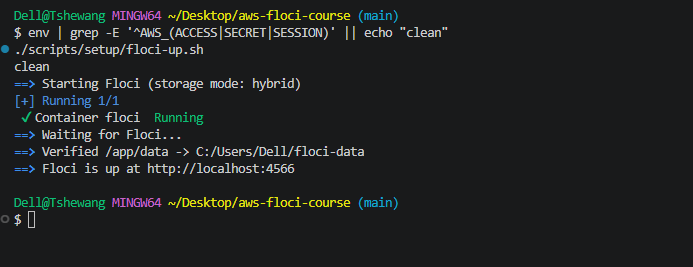 Dell@Tshewang MINGW64 ~/Desktop/aws-floci-course (main)
$ env | grep -E '^AWS_(ACCESS|SECRET|SESSION)' || echo "clean"
./scripts/setup/floci-up.sh
clean
==> Starting Floci (storage mode: hybrid)
[+] Running 1/1
✓ Container floci  Running
==> Waiting for Floci...
==> Verified /app/data -> C:/Users/Dell/floci-data
==> Floci is up at http://localhost:4566
Dell@Tshewang MINGW64 ~/Desktop/aws-floci-course (main)
$